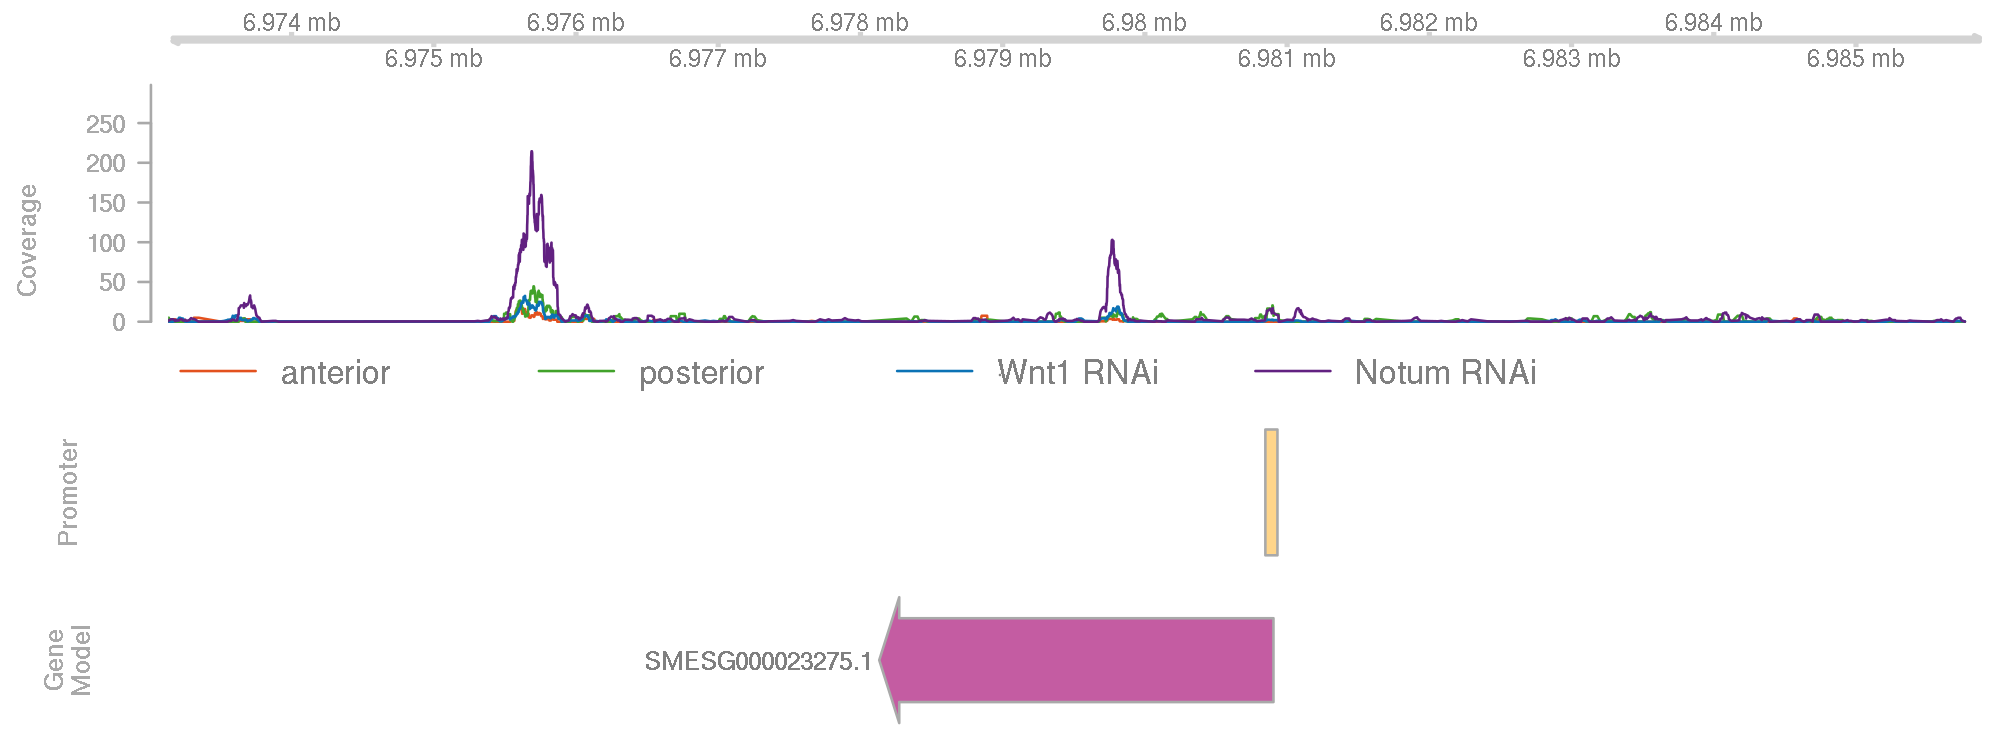 6.974 mb 6.976 mb 6.978 mb 6.98 mb 6.982 mb 6.984 mb
6.975 mb 6.977 mb 6.979 mb 6.981 mb 6.983 mb 6.985 mb
Coverage
250
200
150
100
50
0
anterior posterior Wnt1 RNAi Notum RNAi
Promoter
Gene
Model
SMESG000023275.1